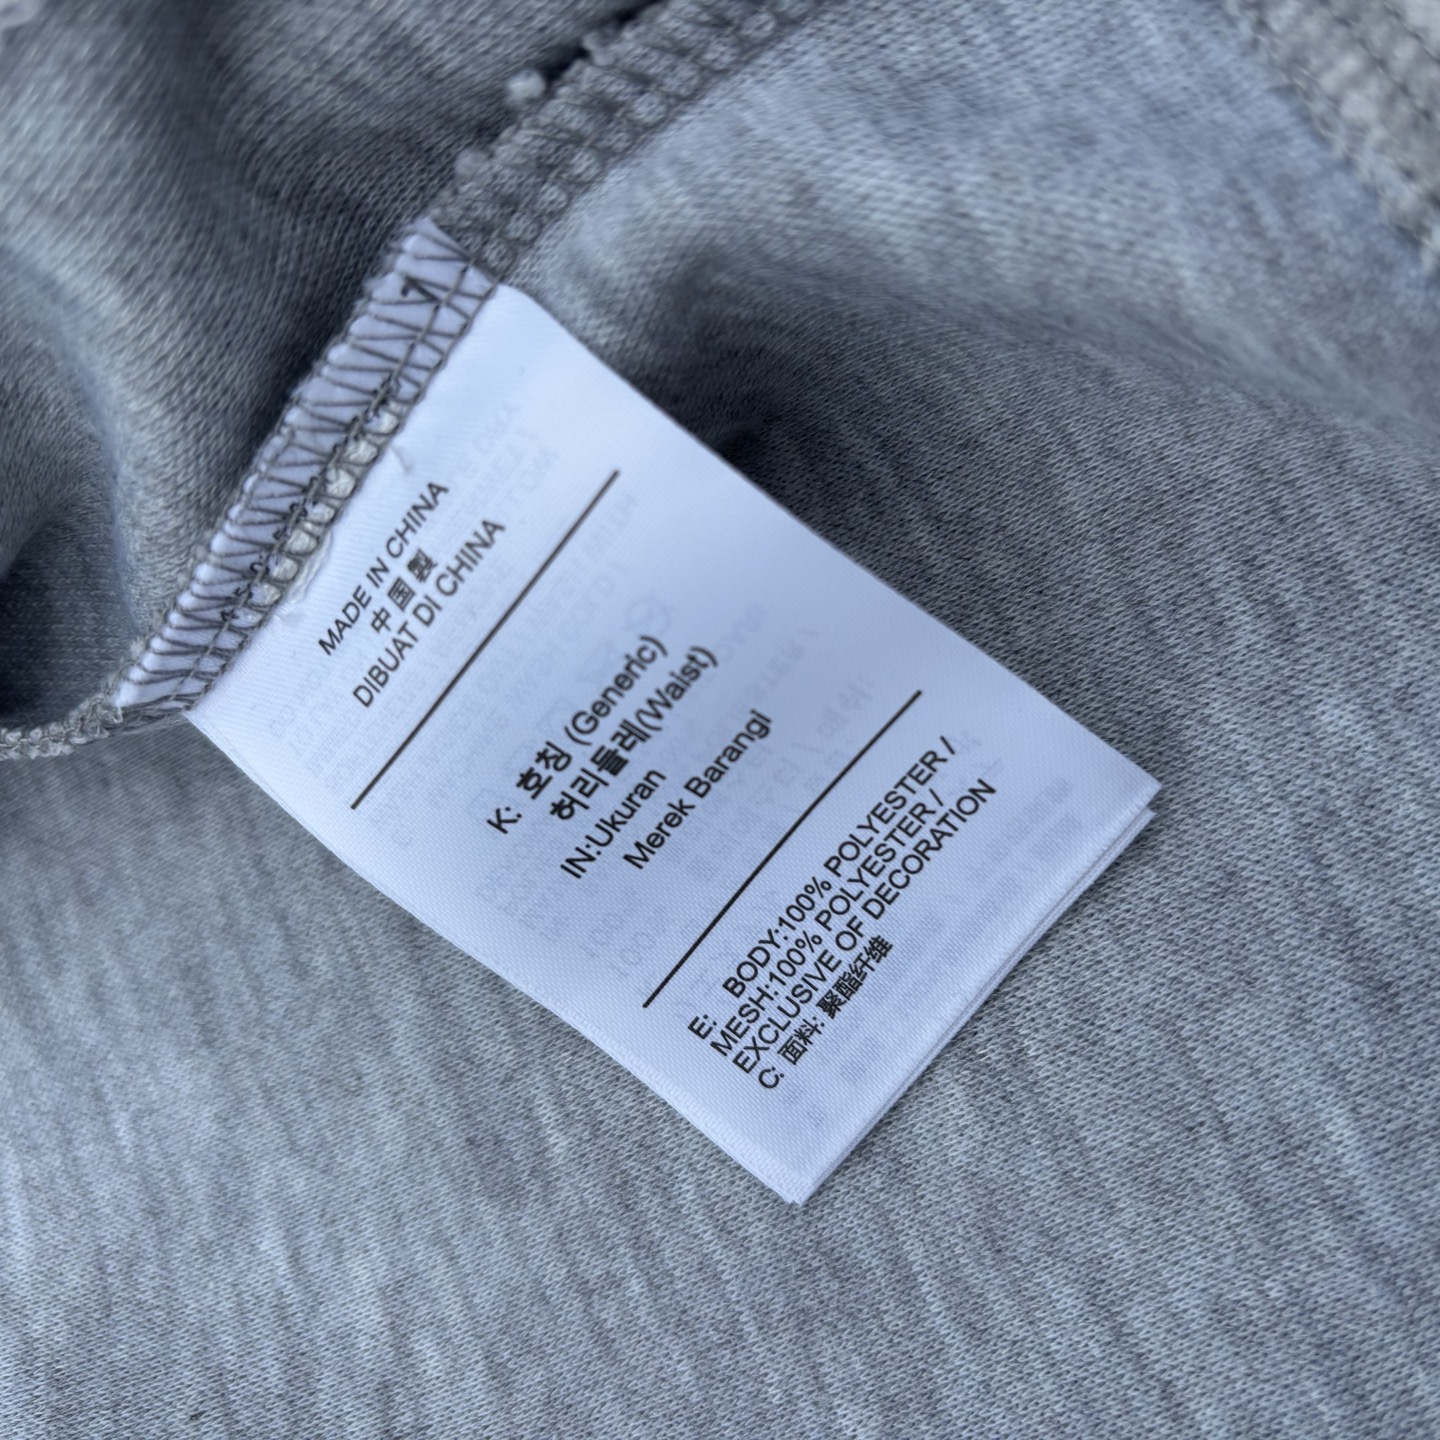 MADE IN CHINA
中国製
DIBUAT DI CHINA
K: 호칭 (Generic)
허리둘레(Waist)
IN:Ukuran
Merek Barangi
E: BODY:100% POLYESTER /
MESH:100% POLYESTER /
EXCLUSIVE OF DECORATION
C: 面料: 聚酯纤维